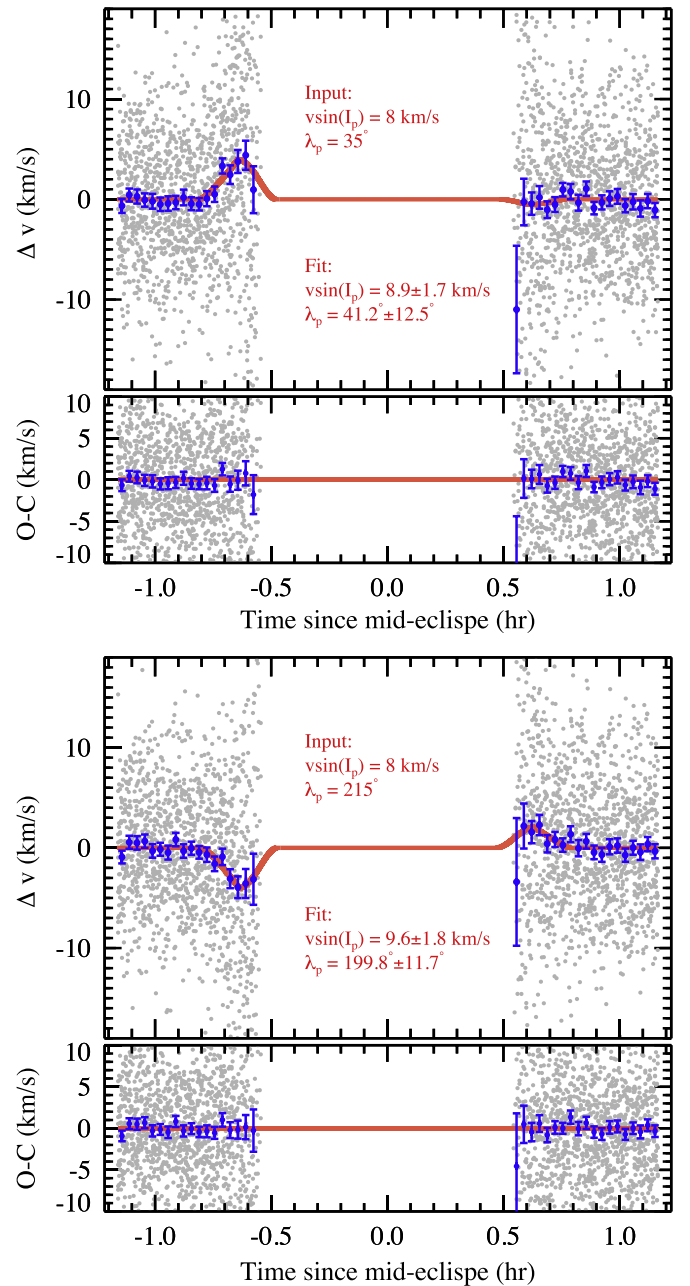 10
0
-10
Δ v (km/s)
Input:
vsin(I_p) = 8 km/s
λ_p = 35°
Fit:
vsin(I_p) = 8.9±1.7 km/s
λ_p = 41.2°±12.5°
10
5
0
-5
-10
O-C (km/s)
-1.0 -0.5 0.0 0.5 1.0
Time since mid-eclispe (hr)
10
0
-10
Δ v (km/s)
Input:
vsin(I_p) = 8 km/s
λ_p = 215°
Fit:
vsin(I_p) = 9.6±1.8 km/s
λ_p = 199.8°±11.7°
10
5
0
-5
-10
O-C (km/s)
-1.0 -0.5 0.0 0.5 1.0
Time since mid-eclispe (hr)